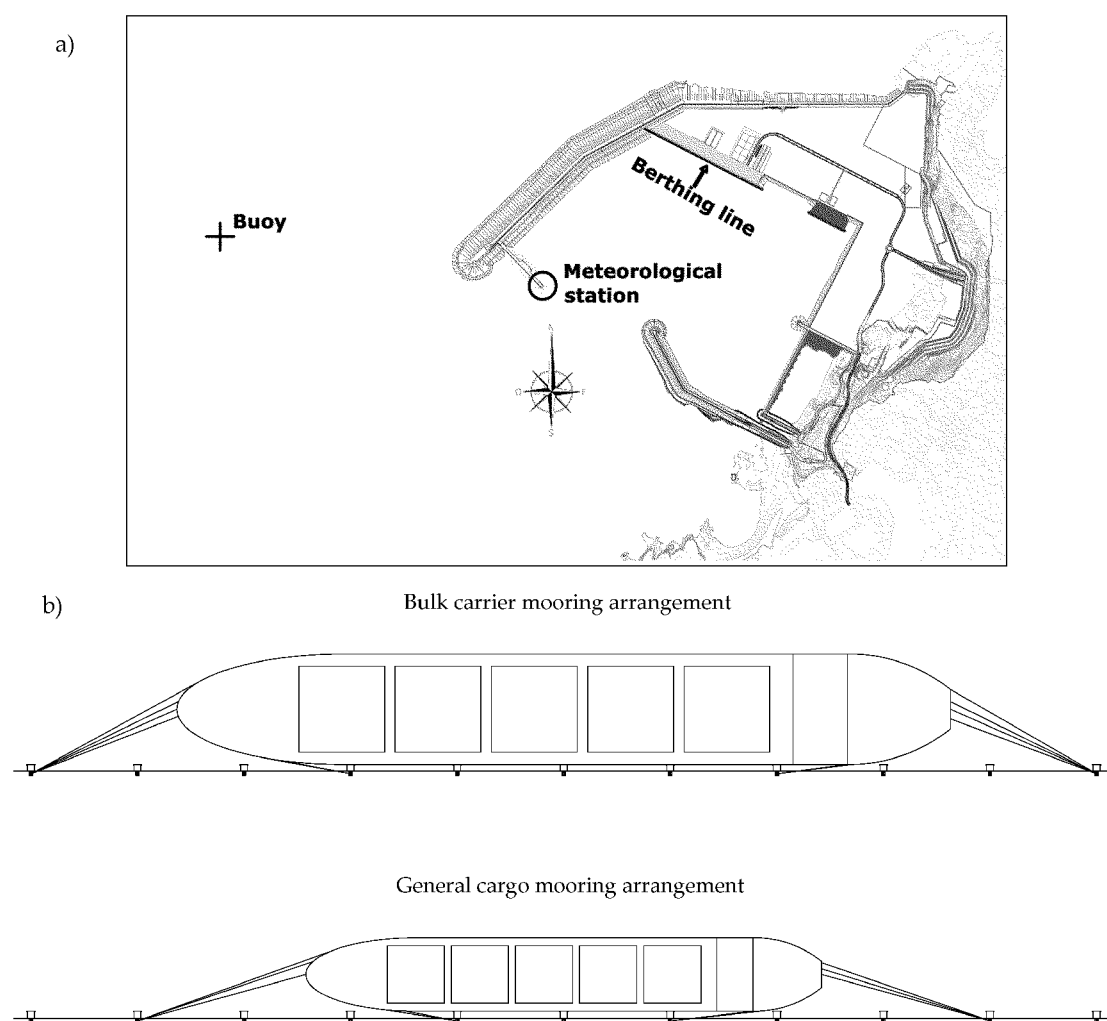 a)
Buoy
Berthing line
Meteorological
station
S
b)
Bulk carrier mooring arrangement
General cargo mooring arrangement